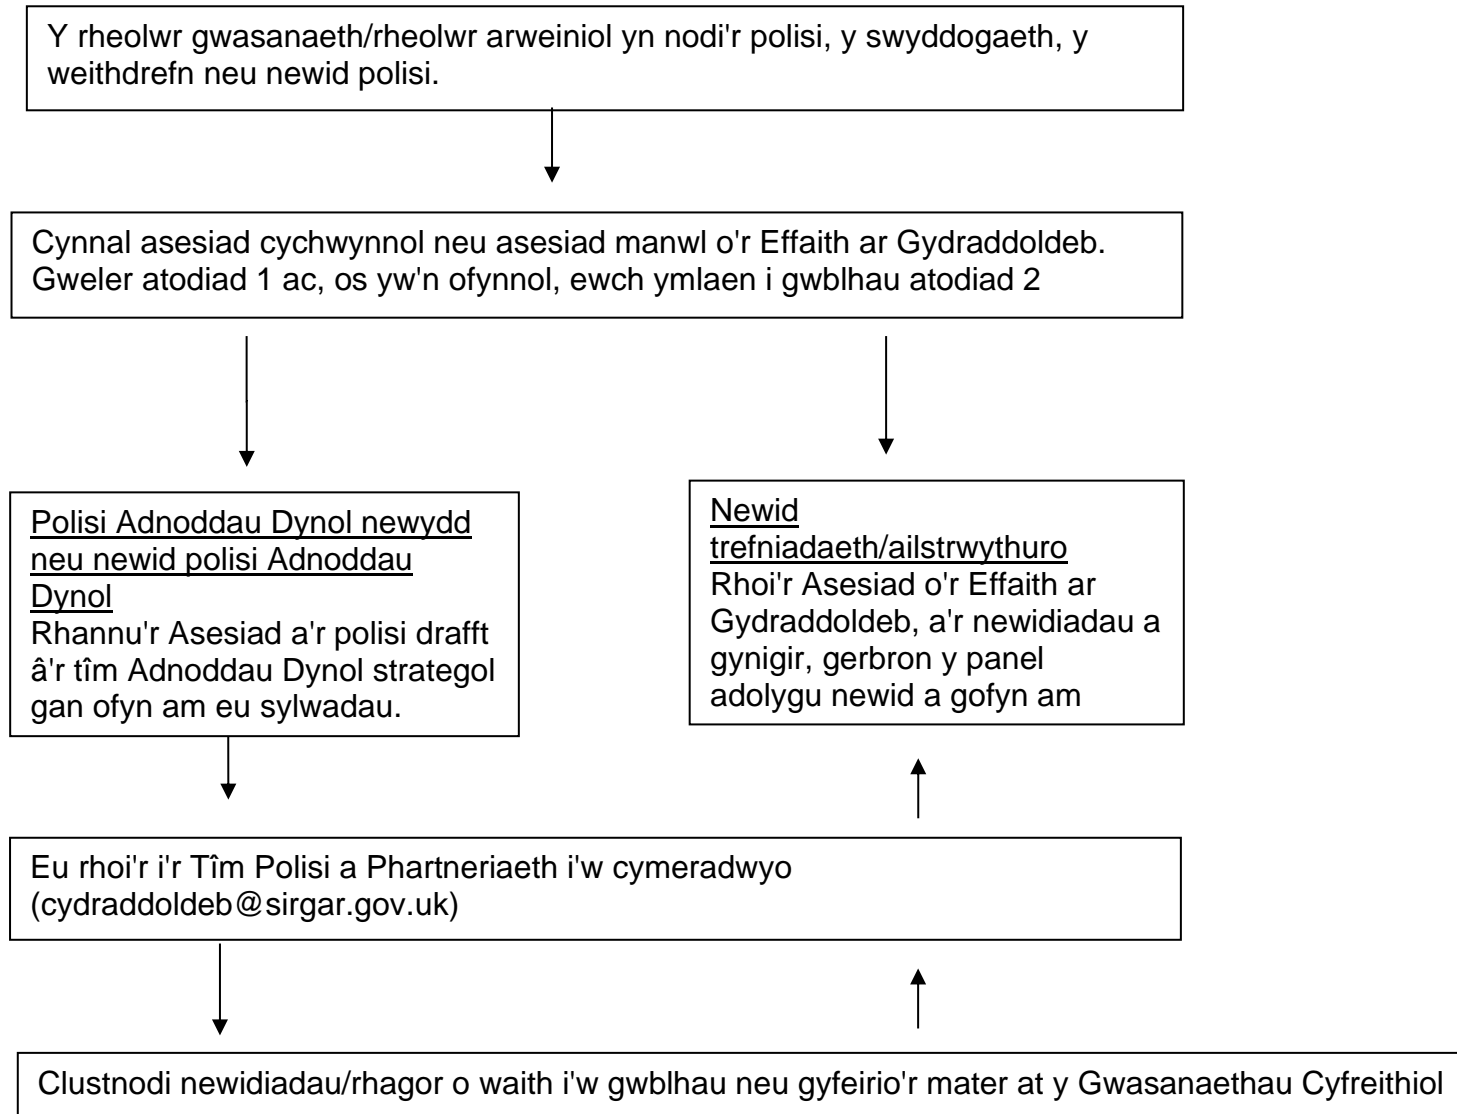 Y rheolwr gwasanaeth/rheolwr arweiniol yn nodi'r polisi, y swyddogaeth, y
weithdrefn neu newid polisi.
Cynnal asesiad cychwynnol neu asesiad manwl o'r Effaith ar Gydraddoldeb.
Gweler atodiad 1 ac, os yw'n ofynnol, ewch ymlaen i gwblhau atodiad 2
Polisi Adnoddau Dynol newydd
neu newid polisi Adnoddau
Dynol
Rhannu'r Asesiad a'r polisi drafft
â'r tîm Adnoddau Dynol strategol
gan ofyn am eu sylwadau.
Newid
trefniadaeth/ailstrwythuro
Rhoi'r Asesiad o'r Effaith ar
Gydraddoldeb, a'r newidiadau a
gynigir, gerbron y panel
adolygu newid a gofyn am
Eu rhoi'r i'r Tîm Polisi a Phartneriaeth i'w cymeradwyo
(cydraddoldeb@sirgar.gov.uk)
Clustnodi newidiadau/rhagor o waith i'w gwblhau neu gyfeirio'r mater at y Gwasanaethau Cyfreithiol